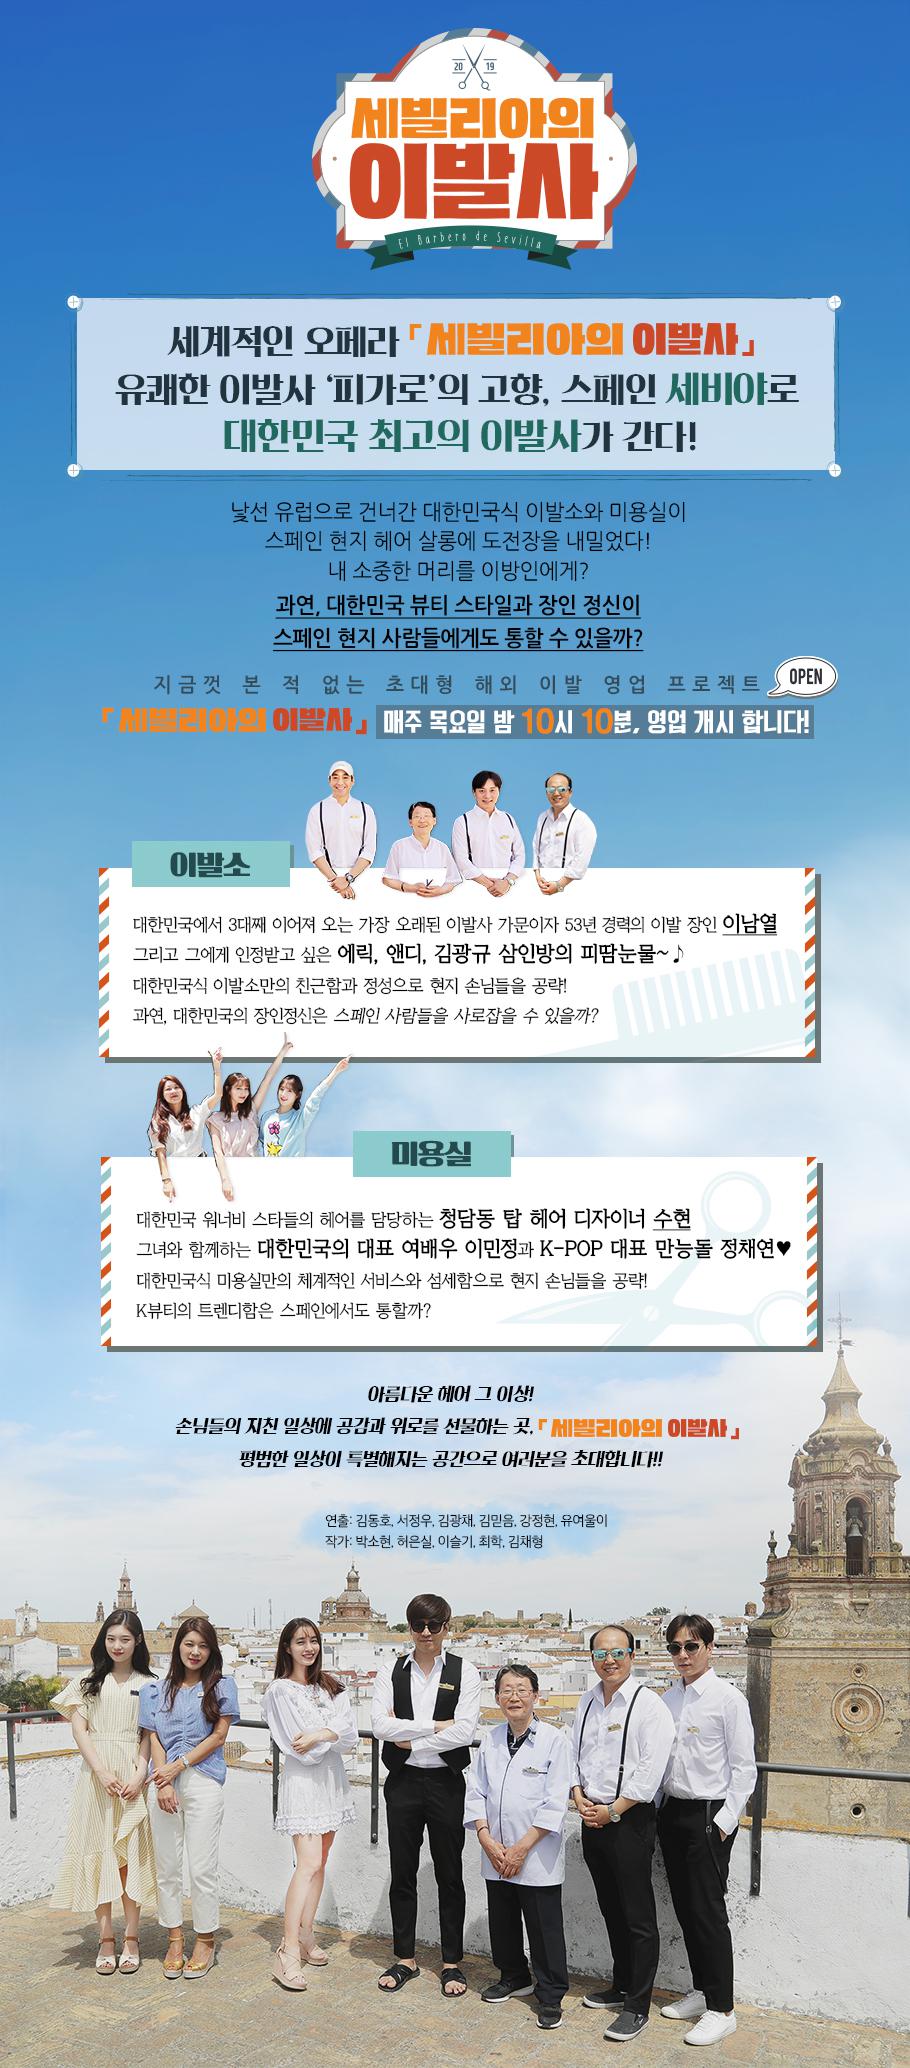 20 19
세빌리아의
이발사
El Barbero de Sevilla
세계적인 오페라 「세빌리아의 이발사」
유쾌한 이발사 ‘피가로’의 고향, 스페인 세비야로
대한민국 최고의 이발사가 간다!
낯선 유럽으로 건너간 대한민국식 이발소와 미용실이
스페인 현지 헤어 살롱에 도전장을 내밀었다!
내 소중한 머리를 이방인에게?
과연, 대한민국 뷰티 스타일과 장인 정신이
스페인 현지 사람들에게도 통할 수 있을까?
지금껏 본 적 없는 초대형 해외 이발 영업 프로젝트 OPEN
「세빌리아의 이발사」 매주 목요일 밤 10시 10분, 영업 개시 합니다!
이발소
대한민국에서 3대째 이어져 오는 가장 오래된 이발사 가문이자 53년 경력의 이발 장인 이남열
그리고 그에게 인정받고 싶은 에릭, 앤디, 김광규 삼인방의 피땀눈물~♪
대한민국식 이발소만의 친근함과 정성으로 현지 손님들을 공략!
과연, 대한민국의 장인정신은 스페인 사람들을 사로잡을 수 있을까?
미용실
대한민국 워너비 스타들의 헤어를 담당하는 청담동 탑 헤어 디자이너 수현
그녀와 함께하는 대한민국의 대표 여배우 이민정과 K-POP 대표 만능돌 정채연♥
대한민국식 미용실만의 체계적인 서비스와 섬세함으로 현지 손님들을 공략!
K뷰티의 트렌디함은 스페인에서도 통할까?
아름다운 헤어 그 이상!
손님들의 지친 일상에 공감과 위로를 선물하는 곳,「세빌리아의 이발사」
평범한 일상이 특별해지는 공간으로 여러분을 초대합니다!!
연출: 김동호, 서정우, 김광채, 김믿음, 강정현, 유여울이
작가: 박소현, 허은실, 이슬기, 최학, 김채형